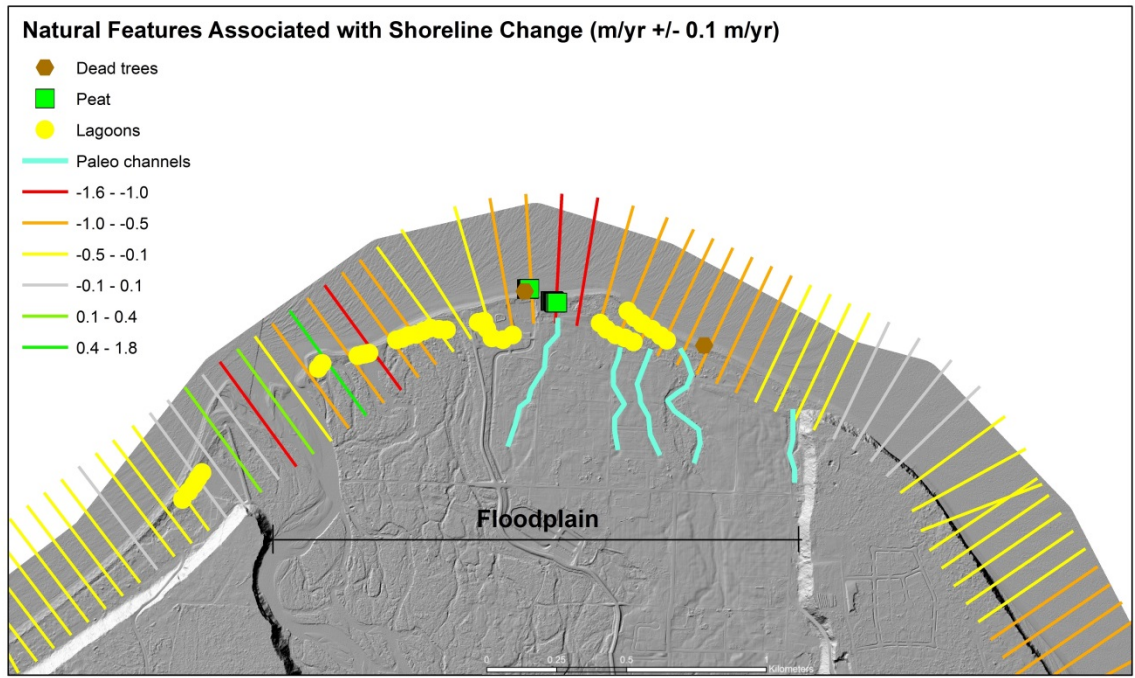 Natural Features Associated with Shoreline Change (m/yr +/- 0.1 m/yr)
Dead trees
Peat
Lagoons
Paleo channels
-1.6 - -1.0
-1.0 - -0.5
-0.5 - -0.1
-0.1 - 0.1
0.1 - 0.4
0.4 - 1.8
Floodplain
0 0.25 0.5 1
Kilometers